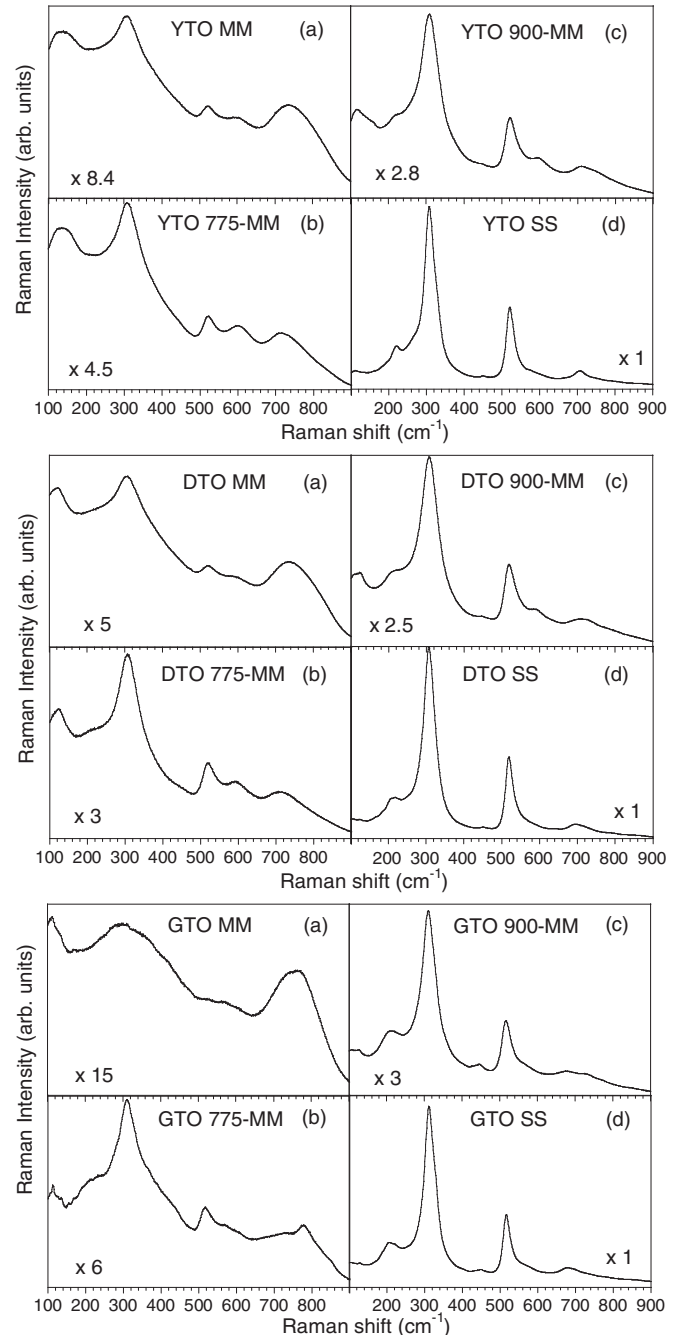 YTO MM (a)
YTO 900-MM (c)
x 8.4
x 2.8
YTO 775-MM (b)
YTO SS (d)
x 4.5
x 1
Raman Intensity (arb. units)
100 200 300 400 500 600 700 800
200 300 400 500 600 700 800 900
Raman shift (cm⁻¹)
DTO MM (a)
DTO 900-MM (c)
x 5
x 2.5
DTO 775-MM (b)
DTO SS (d)
x 3
x 1
Raman Intensity (arb. units)
100 200 300 400 500 600 700 800
200 300 400 500 600 700 800 900
Raman shift (cm⁻¹)
GTO MM (a)
GTO 900-MM (c)
x 15
x 3
GTO 775-MM (b)
GTO SS (d)
x 6
x 1
Raman Intensity (arb. units)
100 200 300 400 500 600 700 800
200 300 400 500 600 700 800 900
Raman shift (cm⁻¹)